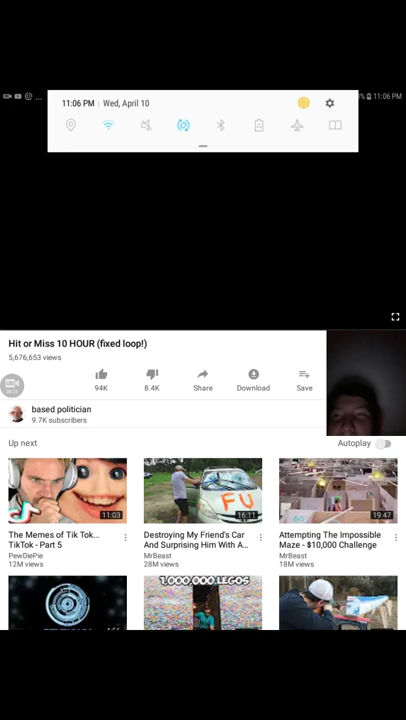 11:06 PM | Wed, April 10
11:06 PM
Hit or Miss 10 HOUR (fixed loop!)
5,676,653 views
94K
8.4K
Share
Download
Save
based politician
9.7K subscribers
Up next
Autoplay
11:03
FU
16:11
19:47
The Memes of Tik Tok...
TikTok - Part 5
PewDiePie
12M views
Destroying My Friend's Car
And Surprising Him With A...
MrBeast
28M views
Attempting The Impossible
Maze - $10,000 Challenge
MrBeast
18M views
1,000,000 LEGOS